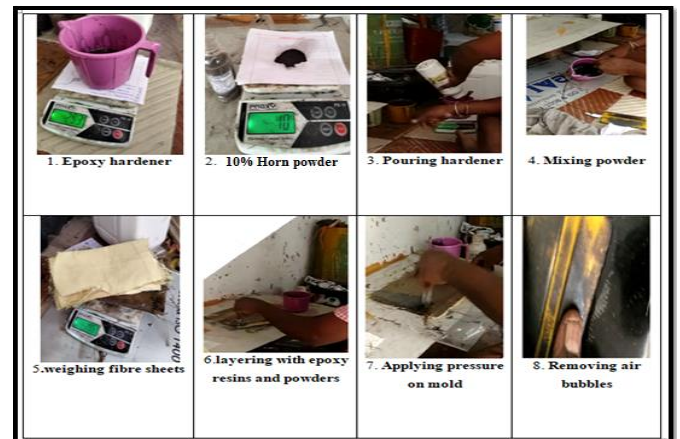 1. Epoxy hardener
2. 10% Horn powder
3. Pouring hardener
4. Mixing powder
5.weighing fibre sheets
6.layering with epoxy
resins and powders
7. Applying pressure
on mold
8. Removing air
bubbles